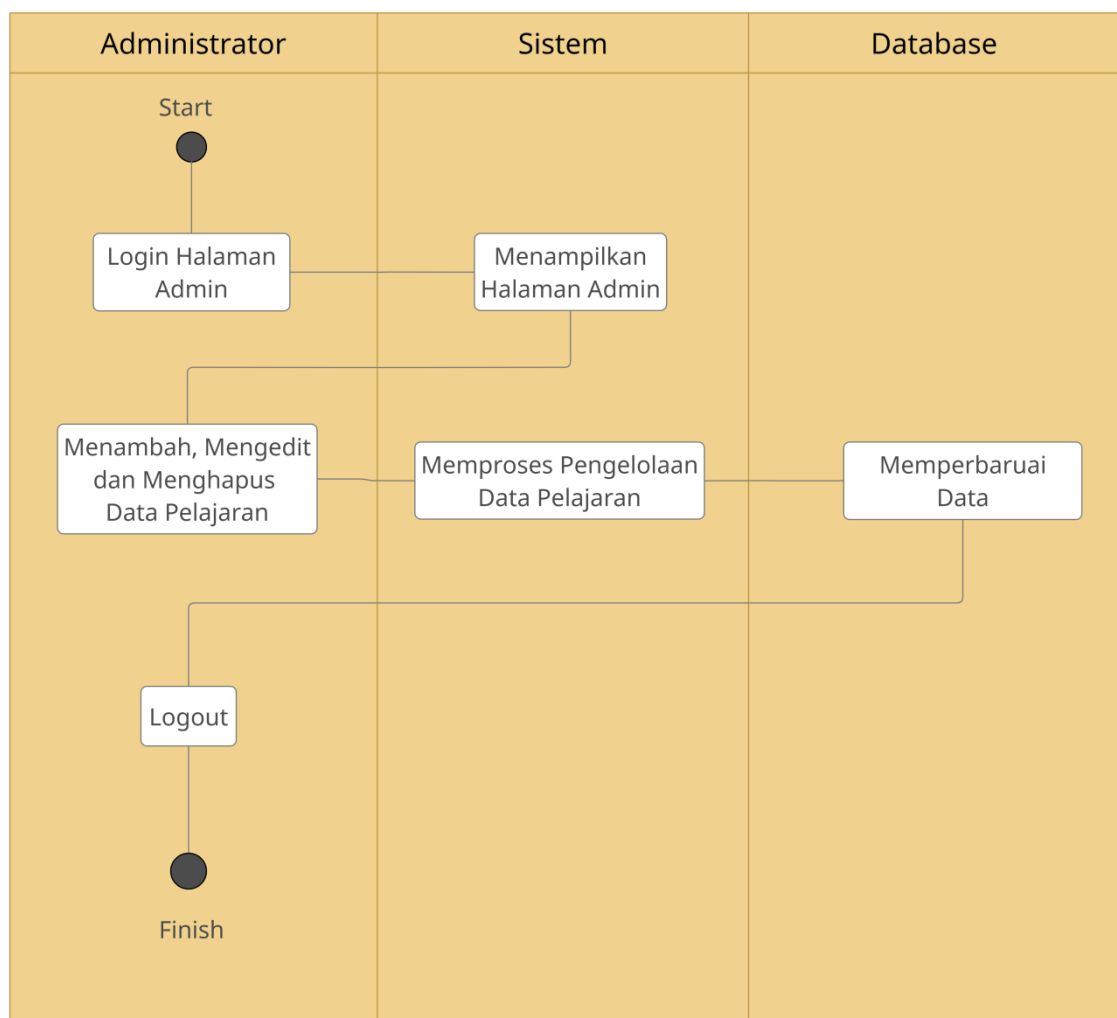 Administrator
Sistem
Database
Start
Login Halaman
Admin
Menampilkan
Halaman Admin
Menambah, Mengedit
dan Menghapus
Data Pelajaran
Memproses Pengelolaan
Data Pelajaran
Memperbaruai
Data
Logout
Finish